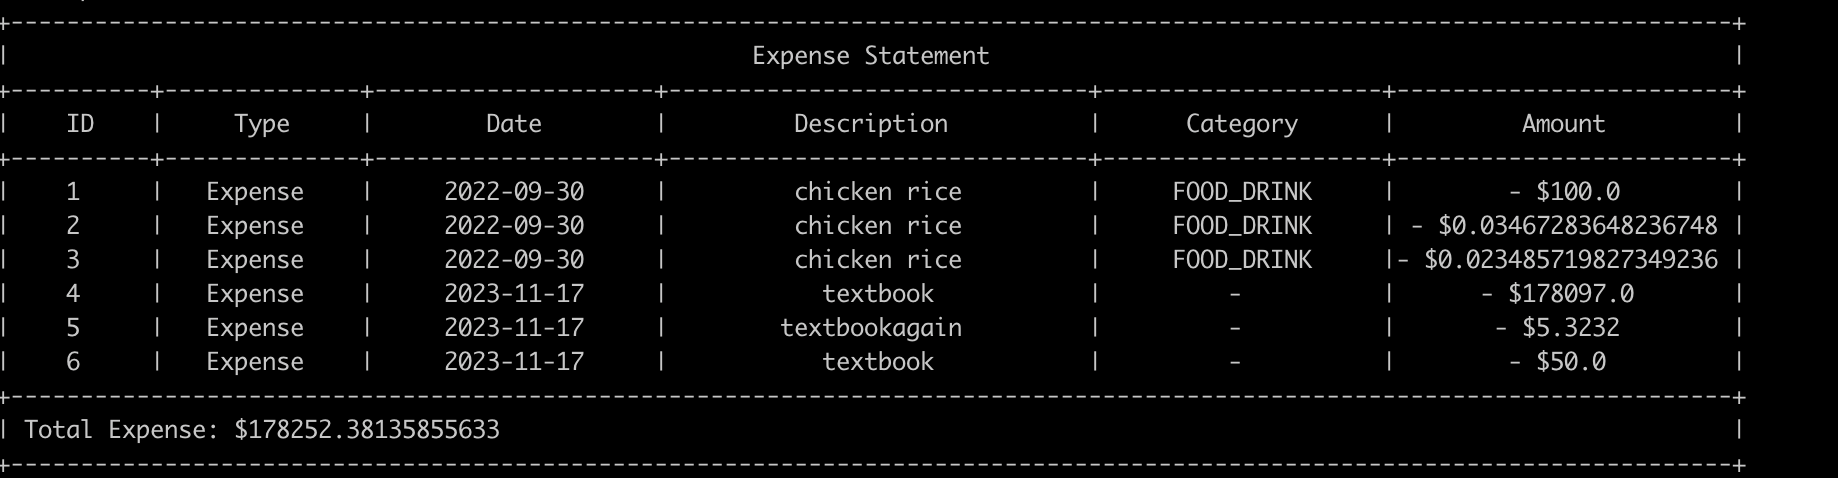 Expense Statement
ID | Type | Date | Description | Category | Amount
1 | Expense | 2022-09-30 | chicken rice | FOOD_DRINK | - $100.0
2 | Expense | 2022-09-30 | chicken rice | FOOD_DRINK | - $0.03467283648236748
3 | Expense | 2022-09-30 | chicken rice | FOOD_DRINK | - $0.023485719827349236
4 | Expense | 2023-11-17 | textbook | - | - $178097.0
5 | Expense | 2023-11-17 | textbookagain | - | - $5.3232
6 | Expense | 2023-11-17 | textbook | - | - $50.0
Total Expense: $178252.38135855633